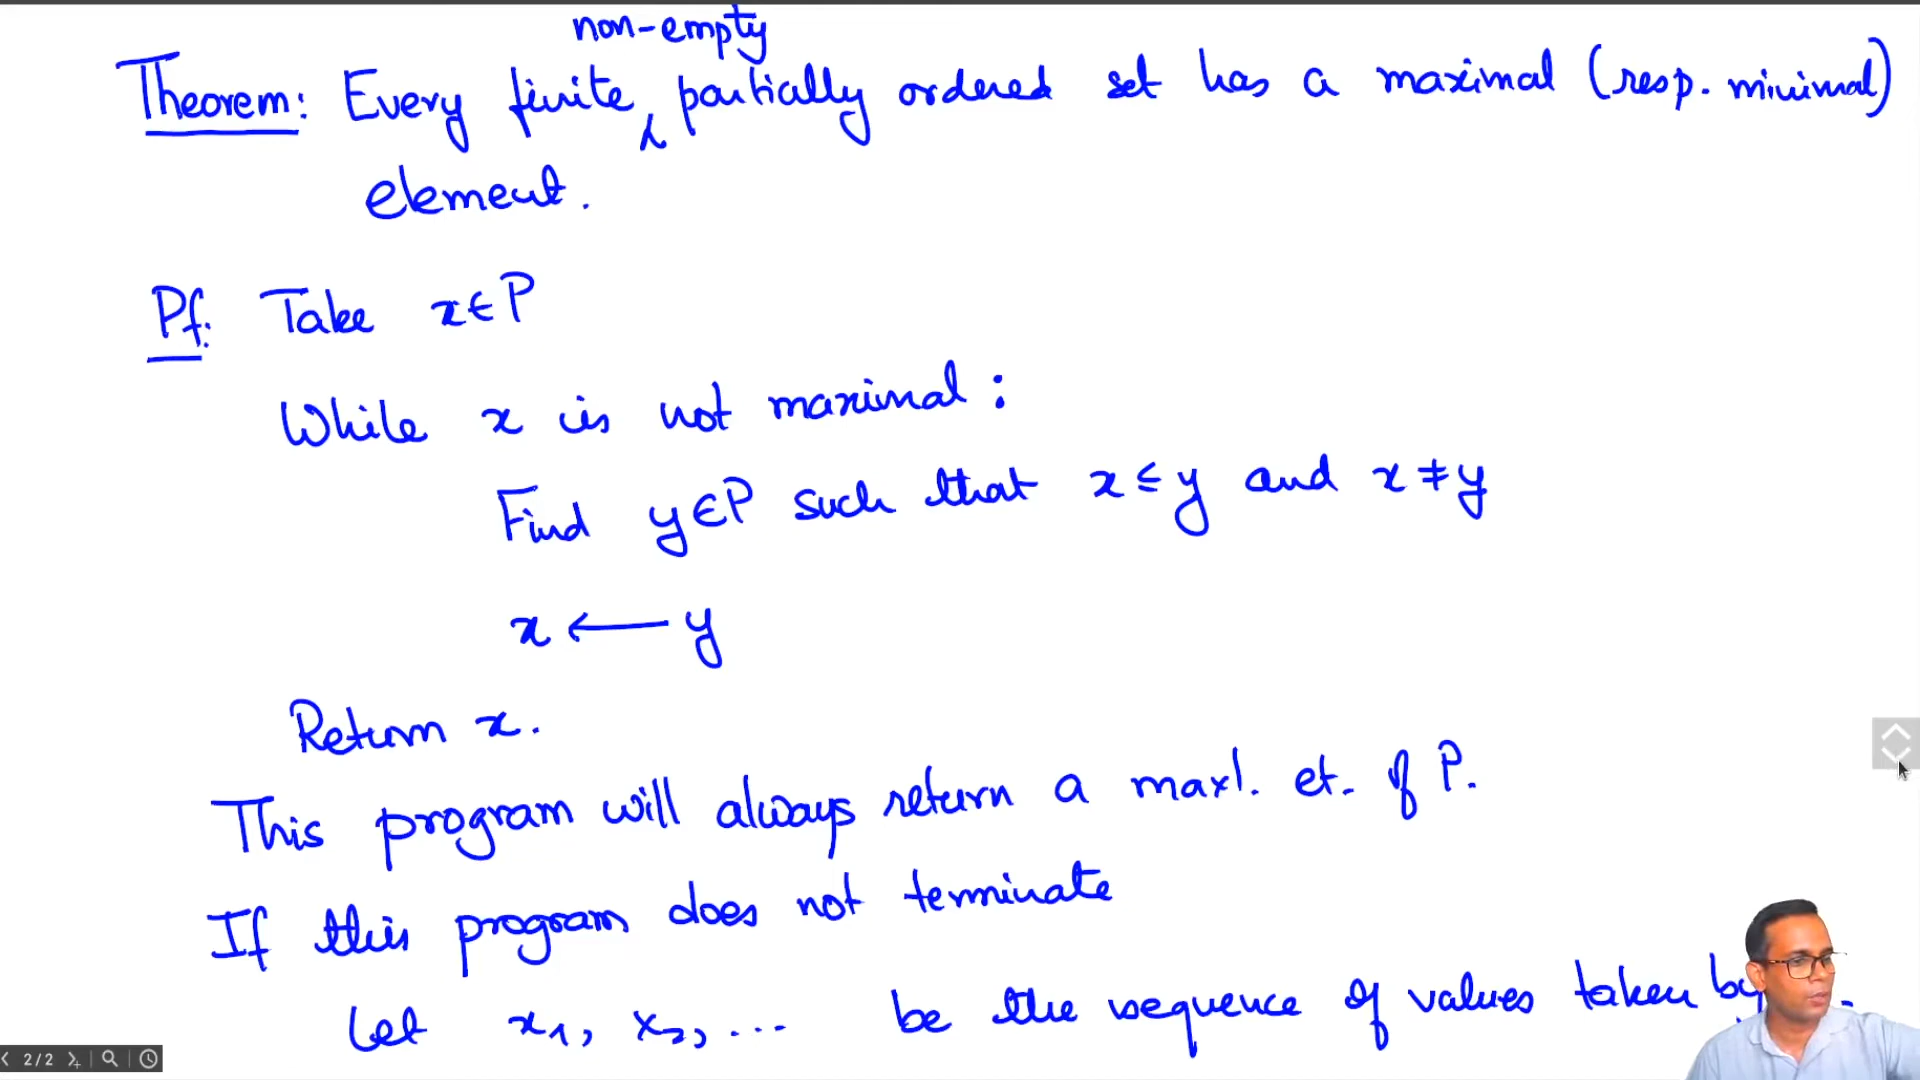 non-empty
Theorem: Every finite partially ordered set has a maximal (resp. minimal)
element.
Pf: Take x∈P
While x is not maximal:
Find y∈P such that x ≤ y and x ≠ y
x ← y
Return x.
This program will always return a maxl. et. of P.
If this program does not terminate
Let x₁, x₂, ... be the sequence of values taken by
2/2